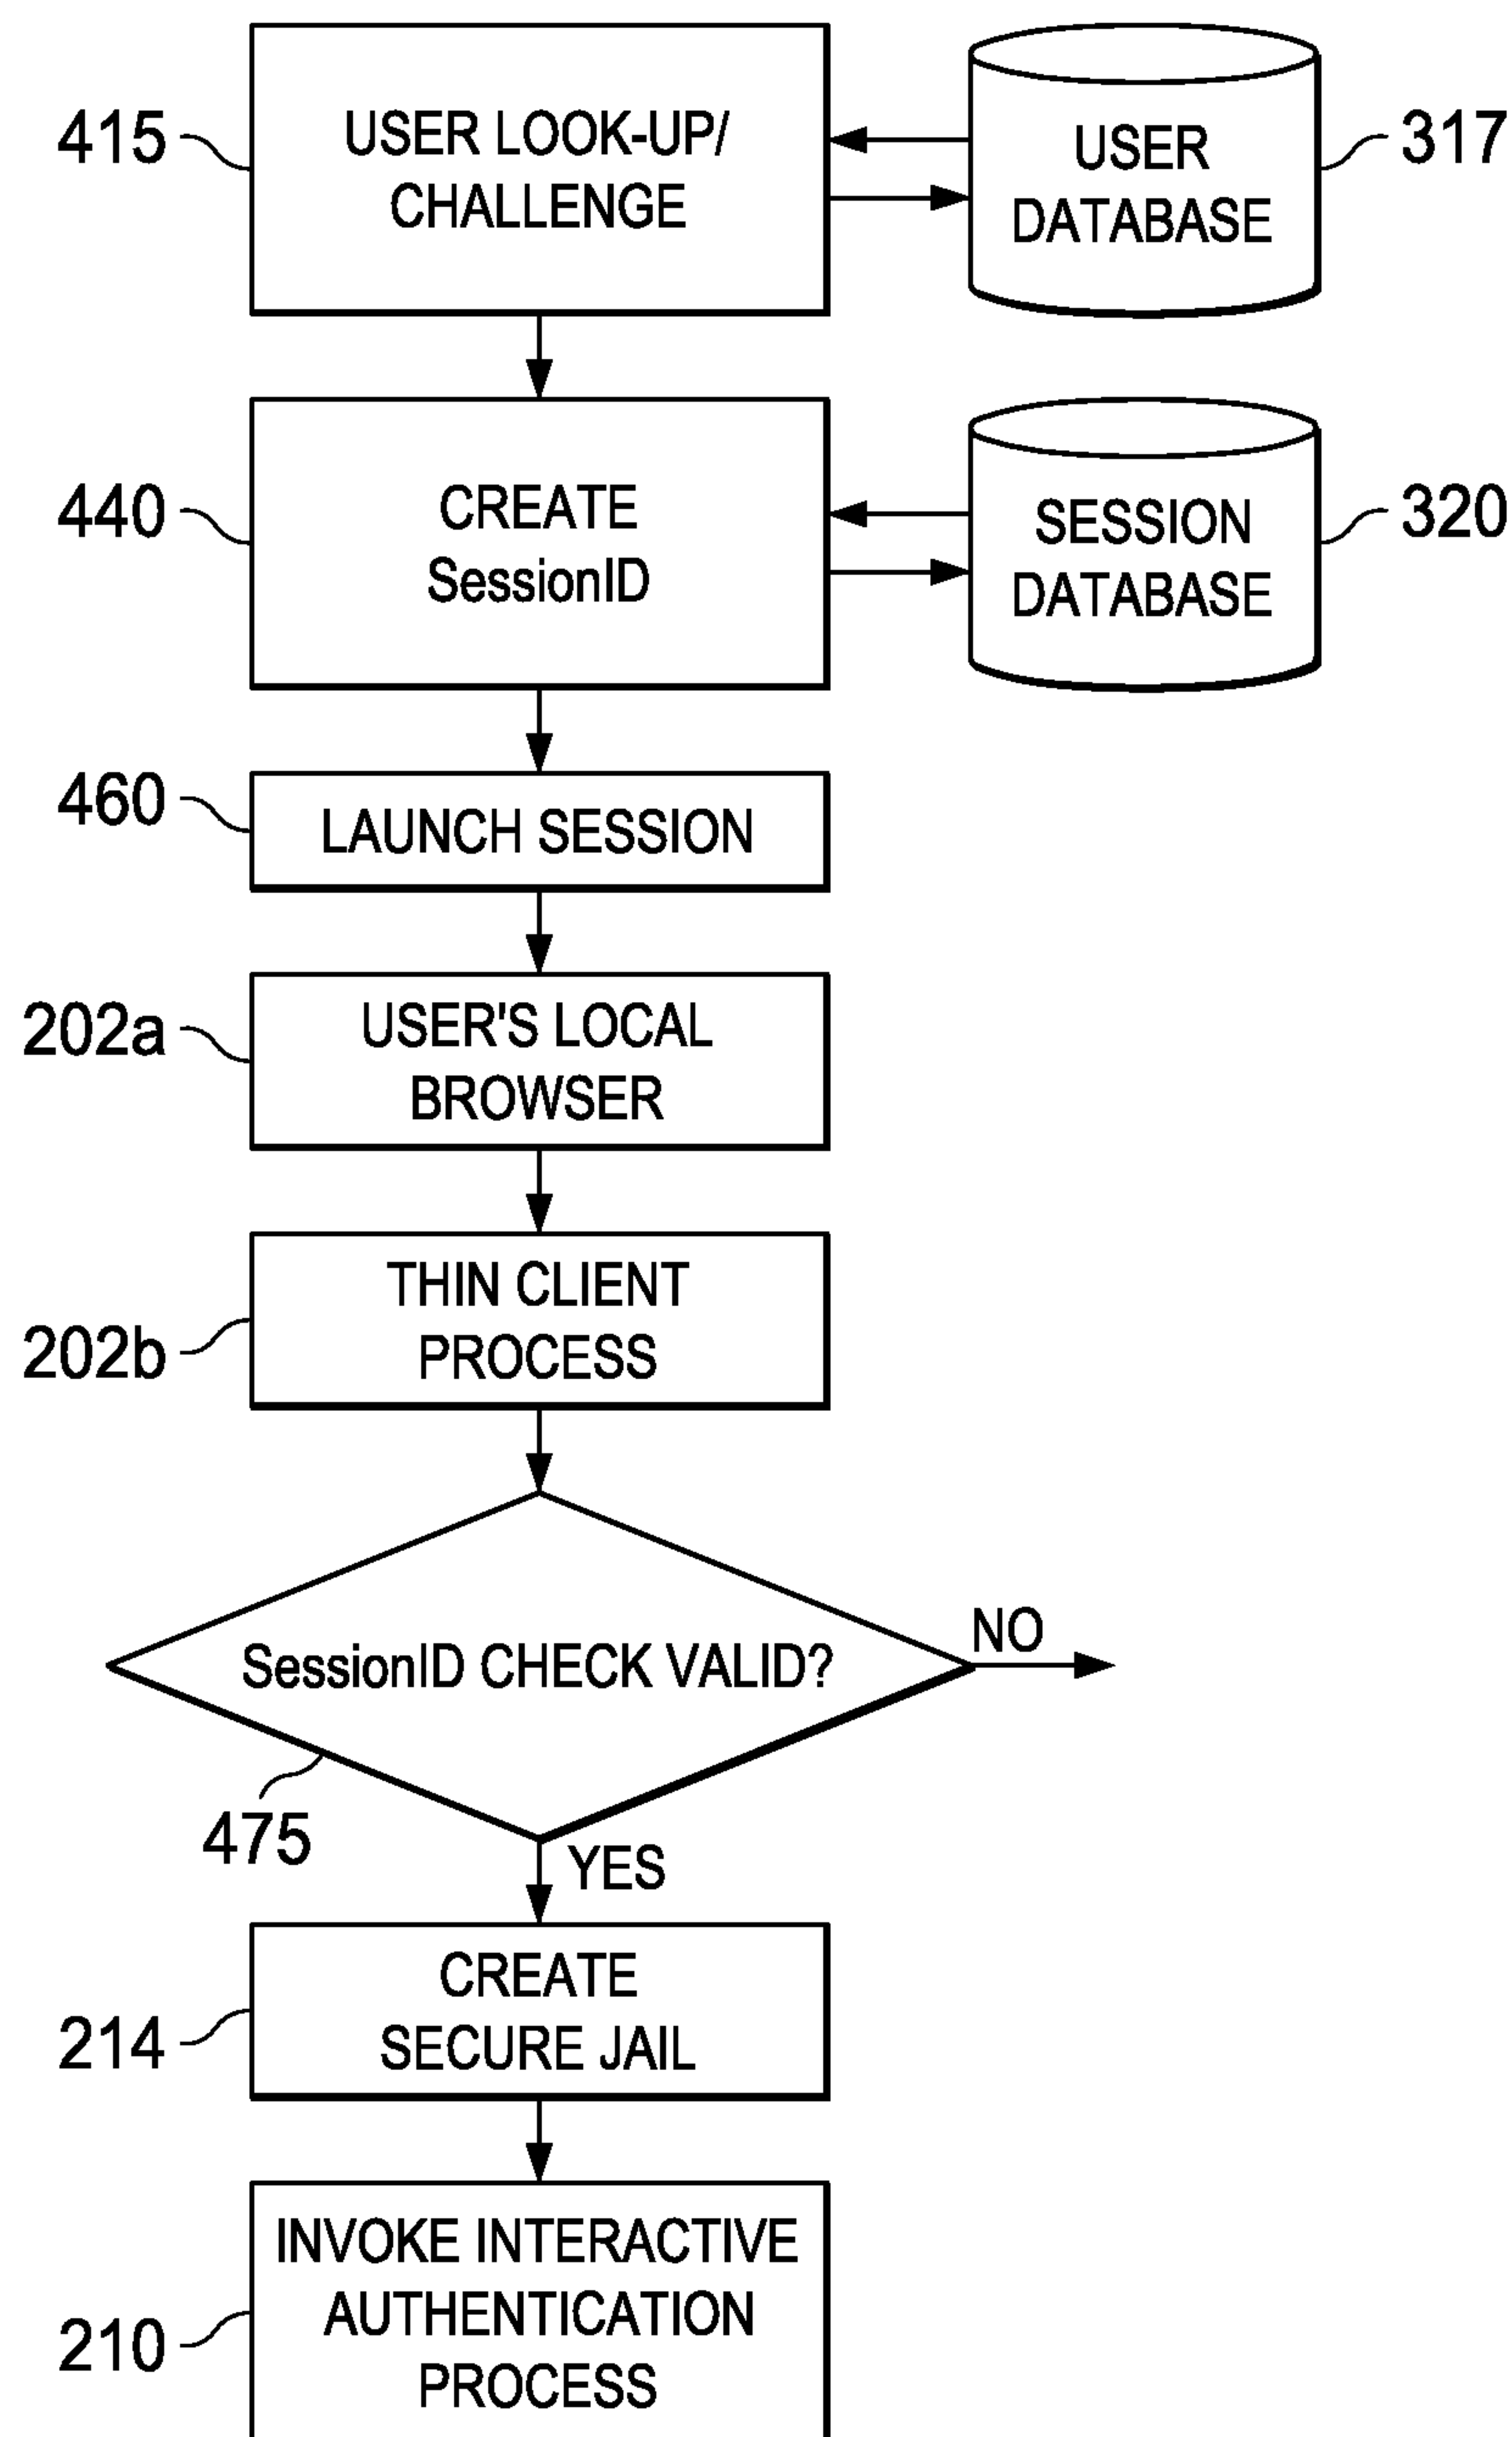 415
USER LOOK-UP/
CHALLENGE
USER
DATABASE
317
440
CREATE
SessionID
SESSION
DATABASE
320
460
LAUNCH SESSION
202a
USER'S LOCAL
BROWSER
202b
THIN CLIENT
PROCESS
SessionID CHECK VALID?
NO
475
YES
214
CREATE
SECURE JAIL
210
INVOKE INTERACTIVE
AUTHENTICATION
PROCESS